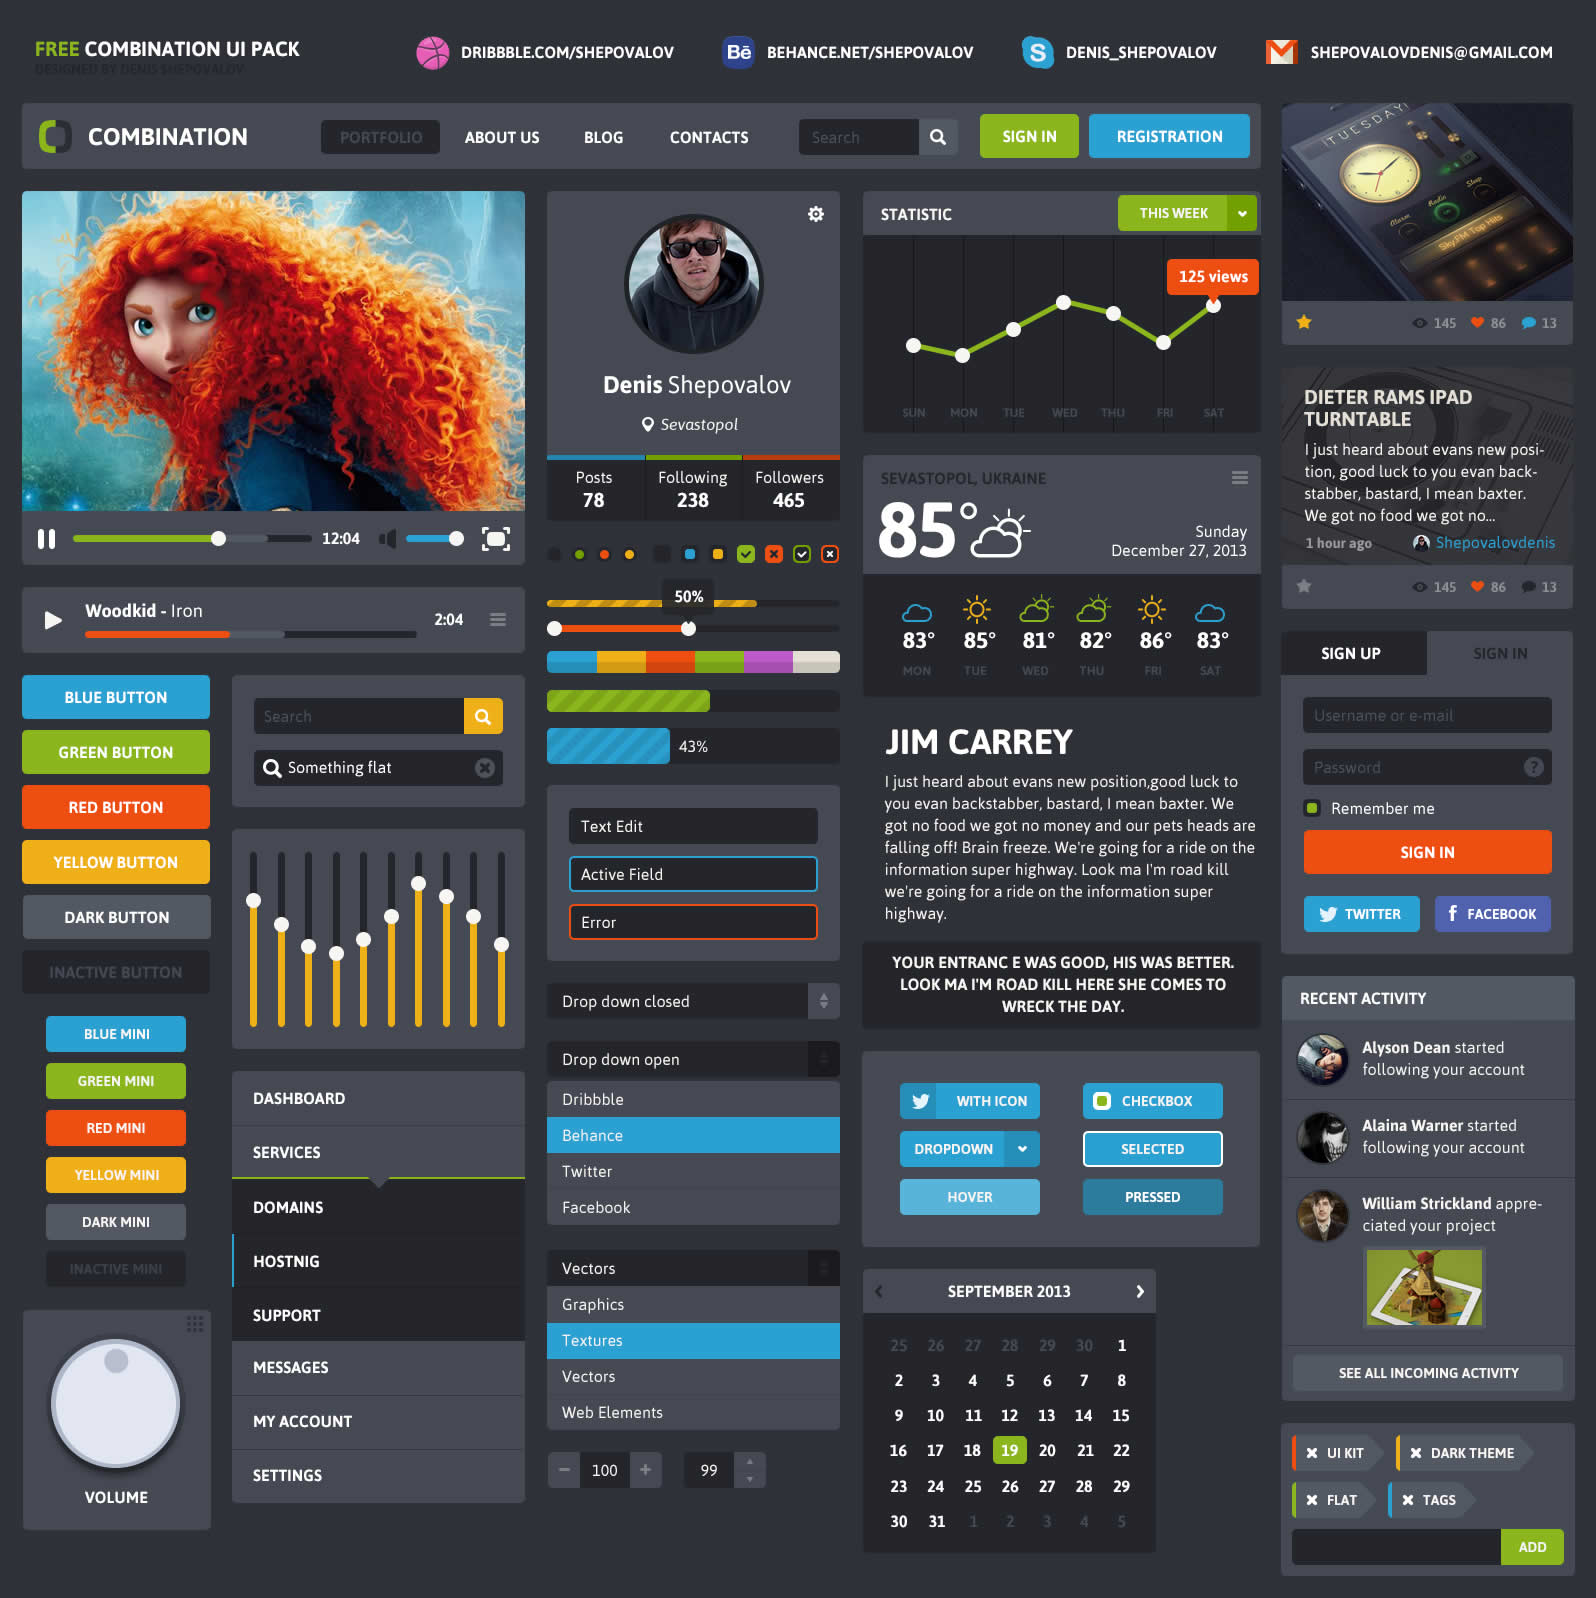 FREE COMBINATION UI PACK
DESIGNED BY DENIS SHEPOVALOV
DRIBBBLE.COM/SHEPOVALOV
Bē
BEHANCE.NET/SHEPOVALOV
S
DENIS_SHEPOVALOV
SHEPOVALOVDENIS@GMAIL.COM
COMBINATION
PORTFOLIO
ABOUT US
BLOG
CONTACTS
Search
SIGN IN
REGISTRATION
12:04
Woodkid - Iron
2:04
BLUE BUTTON
GREEN BUTTON
RED BUTTON
YELLOW BUTTON
DARK BUTTON
INACTIVE BUTTON
BLUE MINI
GREEN MINI
RED MINI
YELLOW MINI
DARK MINI
INACTIVE MINI
VOLUME
Search
Something flat
DASHBOARD
SERVICES
DOMAINS
HOSTNIG
SUPPORT
MESSAGES
MY ACCOUNT
SETTINGS
Denis Shepovalov
Sevastopol
Posts Following Followers
78 238 465
50%
43%
Text Edit
Active Field
Error
Drop down closed
Drop down open
Dribbble
Behance
Twitter
Facebook
Vectors
Graphics
Textures
Vectors
Web Elements
100
99
STATISTIC
THIS WEEK
125 views
SUN MON TUE WED THU FRI SAT
SEVASTOPOL, UKRAINE
85°
Sunday
December 27, 2013
83° 85° 81° 82° 86° 83°
MON TUE WED THU FRI SAT
JIM CARREY
I just heard about evans new position,good luck to
you evan backstabber, bastard, I mean baxter. We
got no food we got no money and our pets heads are
falling off! Brain freeze. We're going for a ride on the
information super highway. Look ma I'm road kill
we're going for a ride on the information super
highway.
YOUR ENTRANC E WAS GOOD, HIS WAS BETTER.
LOOK MA I'M ROAD KILL HERE SHE COMES TO
WRECK THE DAY.
WITH ICON
CHECKBOX
DROPDOWN
SELECTED
HOVER
PRESSED
SEPTEMBER 2013
25 26 27 28 29 30 1
2 3 4 5 6 7 8
9 10 11 12 13 14 15
16 17 18 19 20 21 22
23 24 25 26 27 28 29
30 31 1 2 3 4 5
TUESDAY
Alarm
Radio
Sleep
Sky.FM Top Hits
145 86 13
DIETER RAMS IPAD
TURNTABLE
I just heard about evans new posi-
tion, good luck to you evan back-
stabber, bastard, I mean baxter.
We got no food we got no...
1 hour ago
Shepovalovdenis
145 86 13
SIGN UP
SIGN IN
Username or e-mail
Password
?
Remember me
SIGN IN
TWITTER
f FACEBOOK
RECENT ACTIVITY
Alyson Dean started
following your account
Alaina Warner started
following your account
William Strickland appre-
ciated your project
SEE ALL INCOMING ACTIVITY
UI KIT
DARK THEME
FLAT
TAGS
ADD